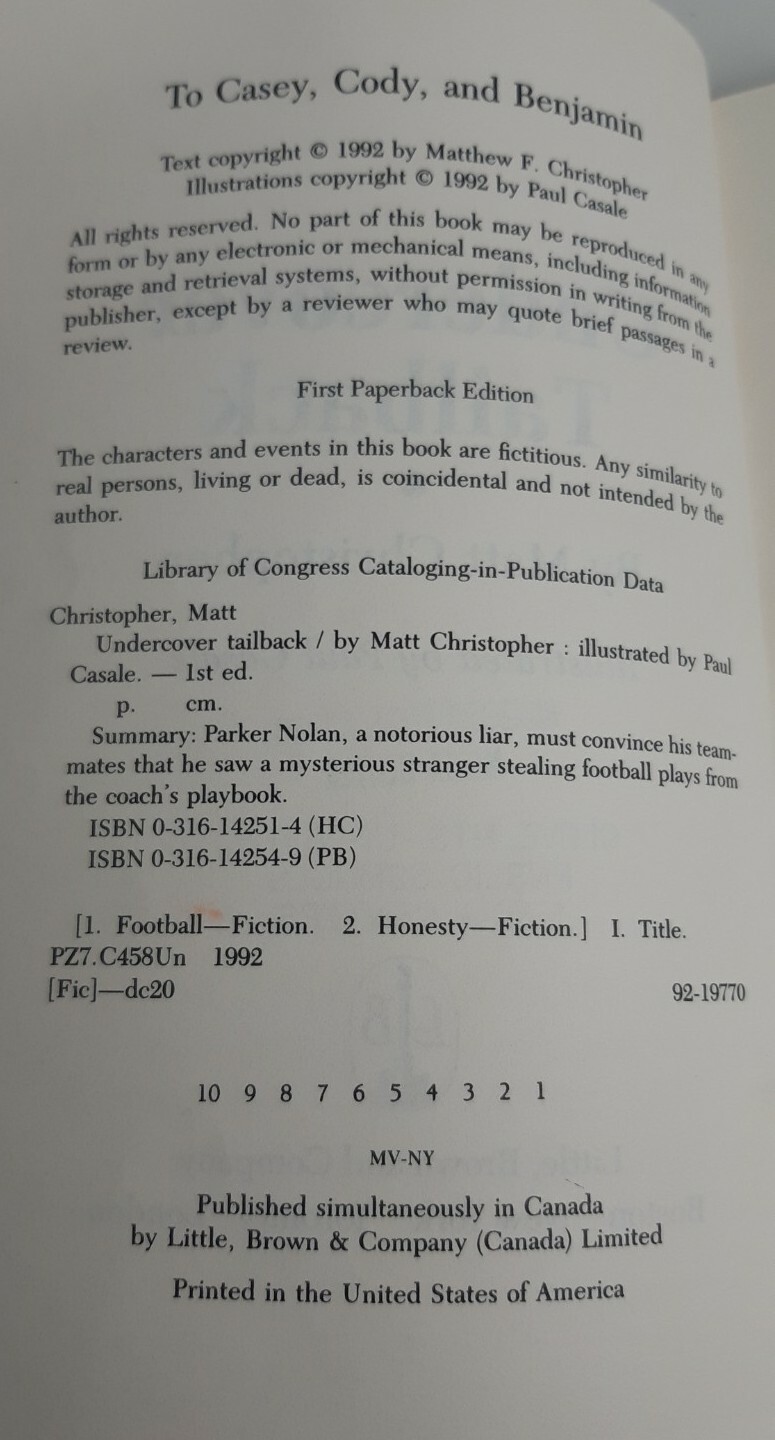 To Casey, Cody, and Benjamin
Text copyright © 1992 by Matthew F. Christopher
Illustrations copyright © 1992 by Paul Casale
All rights reserved. No part of this book may be reproduced in any
form or by any electronic or mechanical means, including information
storage and retrieval systems, without permission in writing from the
publisher, except by a reviewer who may quote brief passages in a
review.
First Paperback Edition
The characters and events in this book are fictitious. Any similarity to
real persons, living or dead, is coincidental and not intended by the
author.
Library of Congress Cataloging-in-Publication Data
Christopher, Matt
Undercover tailback / by Matt Christopher : illustrated by Paul
Casale. — 1st ed.
p. cm.
Summary: Parker Nolan, a notorious liar, must convince his team-
mates that he saw a mysterious stranger stealing football plays from
the coach's playbook.
ISBN 0-316-14251-4 (HC)
ISBN 0-316-14254-9 (PB)
[1. Football—Fiction. 2. Honesty—Fiction.] I. Title.
PZ7.C458Un 1992
[Fic]—dc20 92-19770
10 9 8 7 6 5 4 3 2 1
MV-NY
Published simultaneously in Canada
by Little, Brown & Company (Canada) Limited
Printed in the United States of America